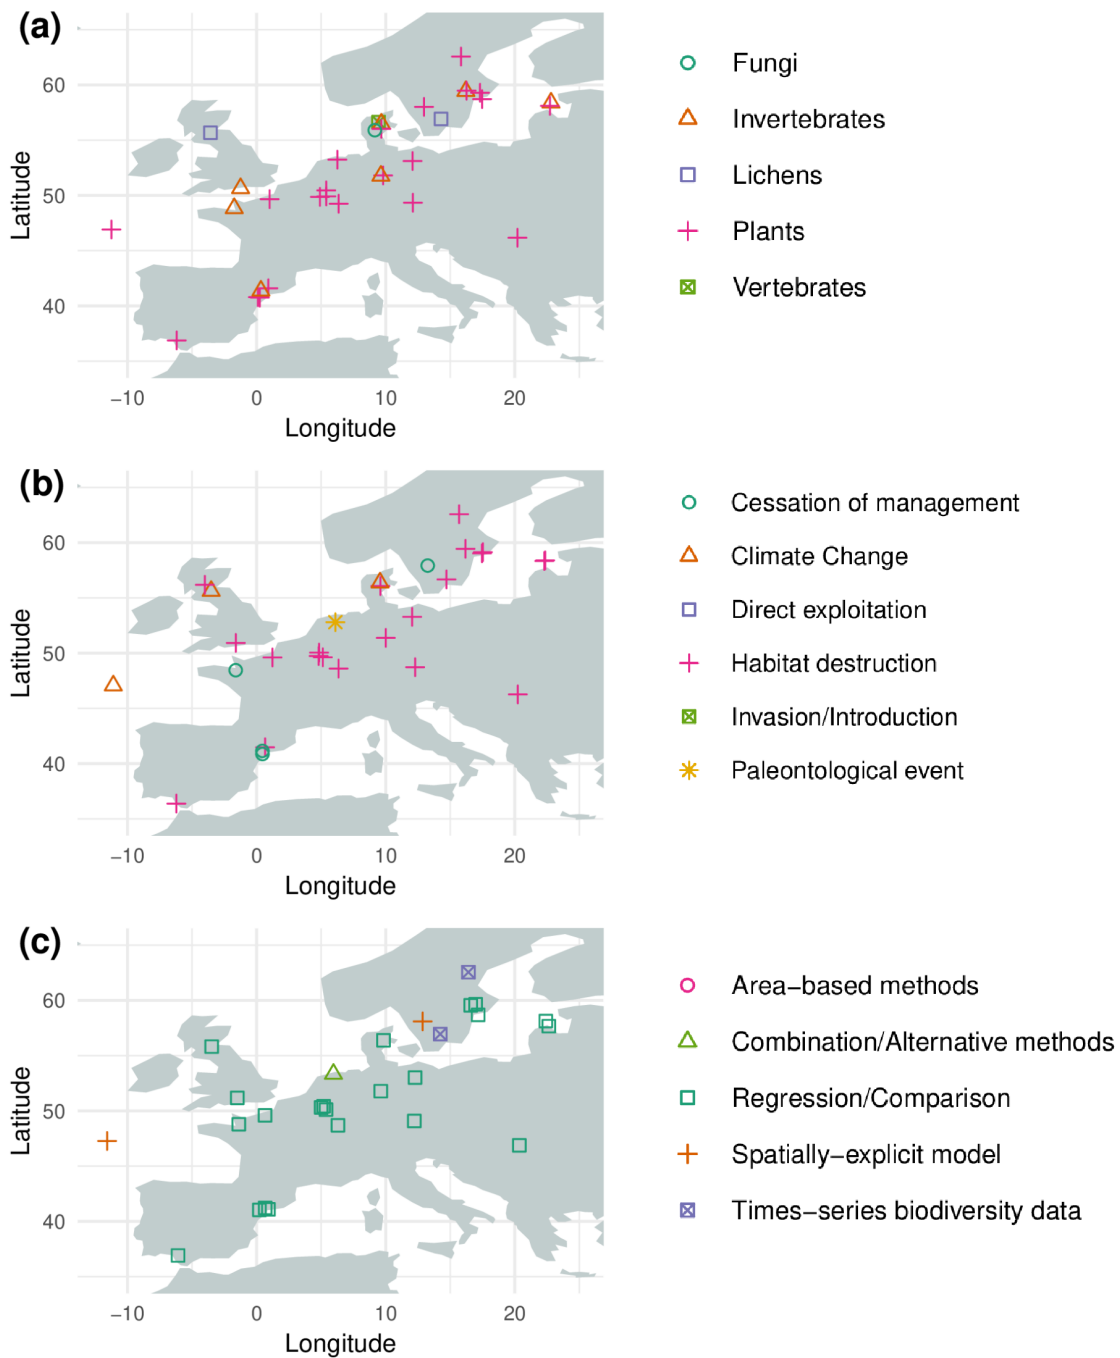 (a)
60
50
40
Latitude
−10 0 10 20
Longitude
Fungi
Invertebrates
Lichens
Plants
Vertebrates
(b)
60
50
40
Latitude
−10 0 10 20
Longitude
Cessation of management
Climate Change
Direct exploitation
Habitat destruction
Invasion/Introduction
Paleontological event
(c)
60
50
40
Latitude
−10 0 10 20
Longitude
Area−based methods
Combination/Alternative methods
Regression/Comparison
Spatially−explicit model
Times−series biodiversity data